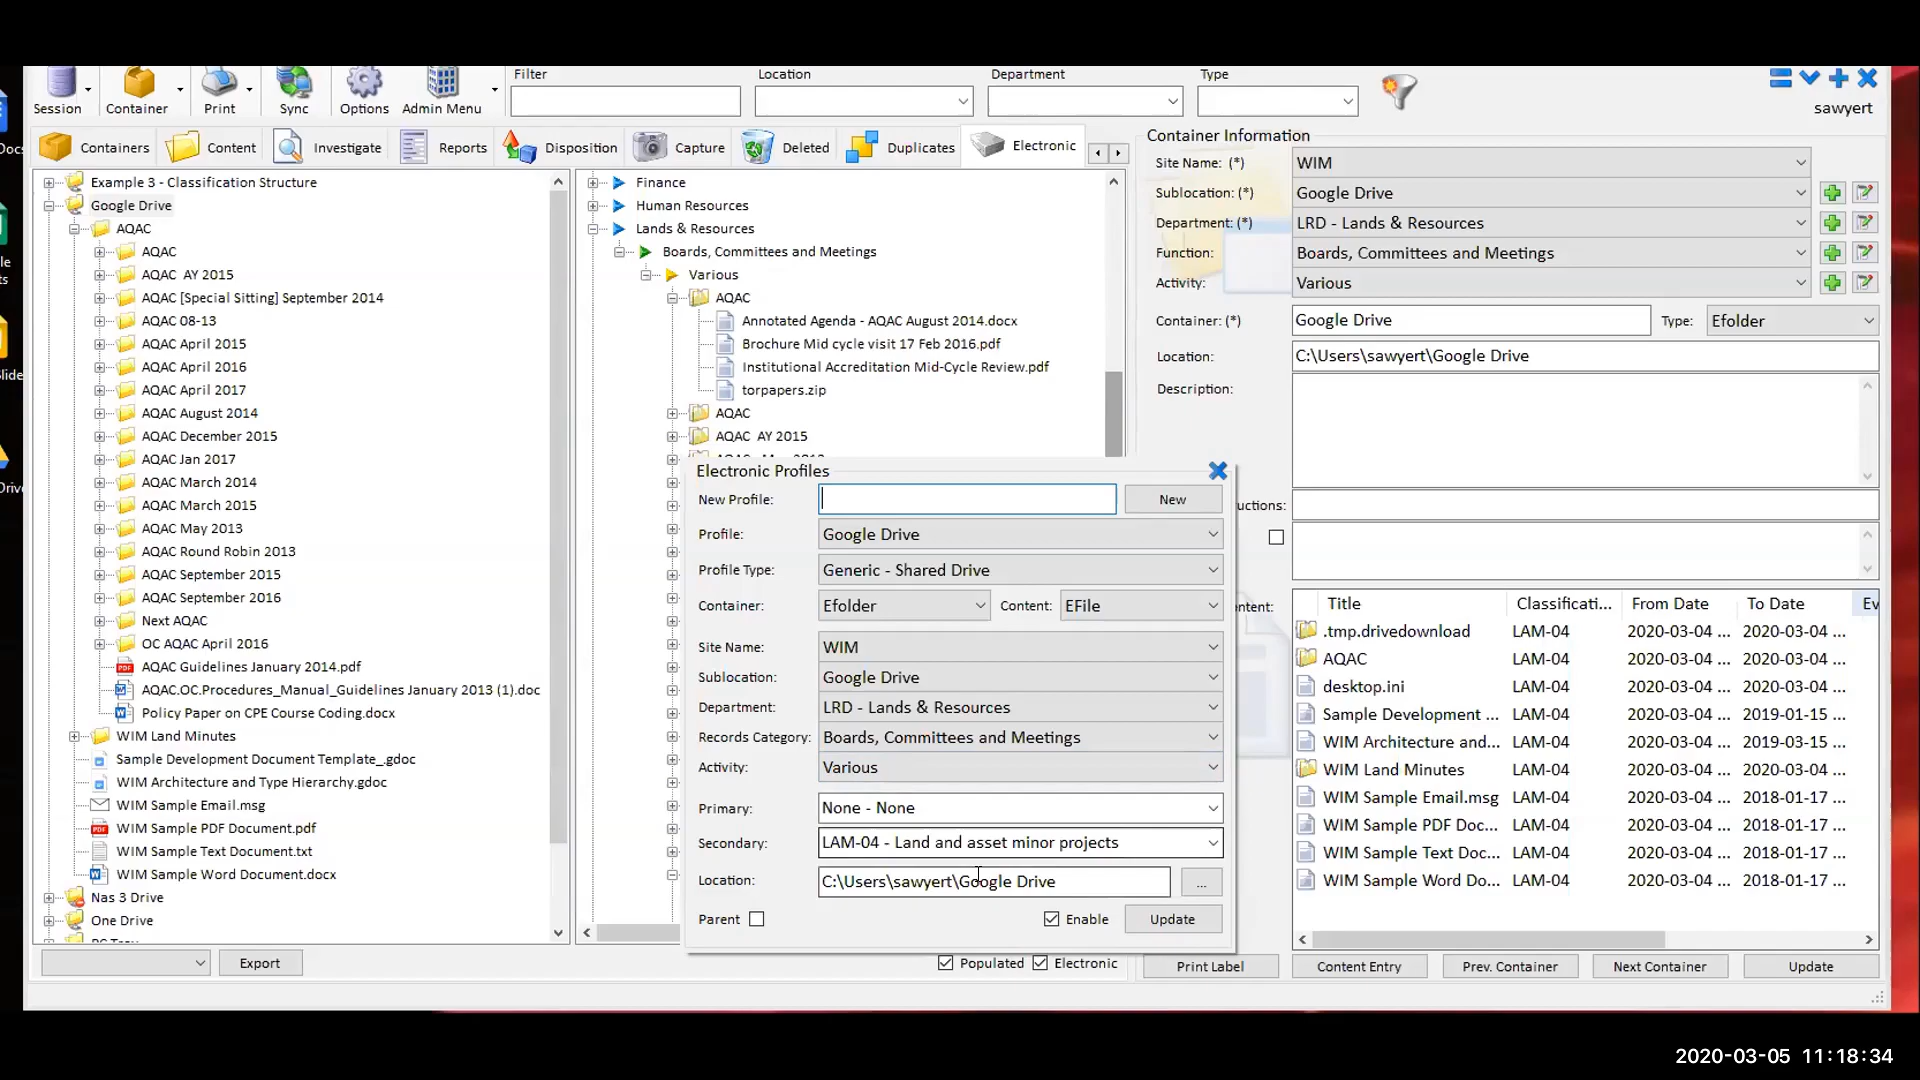 Session
Container
Print
Sync
Options
Admin Menu
Filter
Location
Department
Type
sawyert
Containers
Content
Investigate
Reports
Disposition
Capture
Deleted
Duplicates
Electronic
Example 3 - Classification Structure
Google Drive
AQAC
AQAC
AQAC AY 2015
AQAC [Special Sitting] September 2014
AQAC 08-13
AQAC April 2015
AQAC April 2016
AQAC April 2017
AQAC August 2014
AQAC December 2015
AQAC Jan 2017
AQAC March 2014
AQAC March 2015
AQAC May 2013
AQAC Round Robin 2013
AQAC September 2015
AQAC September 2016
Next AQAC
OC AQAC April 2016
AQAC Guidelines January 2014.pdf
AQAC.OC.Procedures_Manual_Guidelines January 2013 (1).doc
Policy Paper on CPE Course Coding.docx
WIM Land Minutes
Sample Development Document Template_.gdoc
WIM Architecture and Type Hierarchy.gdoc
WIM Sample Email.msg
WIM Sample PDF Document.pdf
WIM Sample Text Document.txt
WIM Sample Word Document.docx
Nas 3 Drive
One Drive
Export
Finance
Human Resources
Lands & Resources
Boards, Committees and Meetings
Various
AQAC
Annotated Agenda - AQAC August 2014.docx
Brochure Mid cycle visit 17 Feb 2016.pdf
Institutional Accreditation Mid-Cycle Review.pdf
torpapers.zip
AQAC
AQAC AY 2015
Electronic Profiles
New Profile:
New
Profile: Google Drive
Profile Type: Generic - Shared Drive
Container: Efolder Content: EFile
Site Name: WIM
Sublocation: Google Drive
Department: LRD - Lands & Resources
Records Category: Boards, Committees and Meetings
Activity: Various
Primary: None - None
Secondary: LAM-04 - Land and asset minor projects
Location: C:\Users\sawyert\Google Drive ...
Parent Enable Update
Populated Electronic
Container Information
Site Name: (*) WIM
Sublocation: (*) Google Drive
Department: (*) LRD - Lands & Resources
Function: Boards, Committees and Meetings
Activity: Various
Container: (*) Google Drive Type: Efolder
Location: C:\Users\sawyert\Google Drive
Description:
uctions:
ntent:
Title Classificati... From Date To Date Ev
.tmp.drivedownload LAM-04 2020-03-04 ... 2020-03-04 ...
AQAC LAM-04 2020-03-04 ... 2020-03-04 ...
desktop.ini LAM-04 2020-03-04 ... 2020-03-04 ...
Sample Development ... LAM-04 2020-03-04 ... 2019-01-15 ...
WIM Architecture and... LAM-04 2020-03-04 ... 2019-03-15 ...
WIM Land Minutes LAM-04 2020-03-04 ... 2020-03-04 ...
WIM Sample Email.msg LAM-04 2020-03-04 ... 2018-01-17 ...
WIM Sample PDF Doc... LAM-04 2020-03-04 ... 2018-01-17 ...
WIM Sample Text Doc... LAM-04 2020-03-04 ... 2018-01-17 ...
WIM Sample Word Do... LAM-04 2020-03-04 ... 2018-01-17 ...
Print Label
Content Entry
Prev. Container
Next Container
Update
2020-03-05 11:18:34